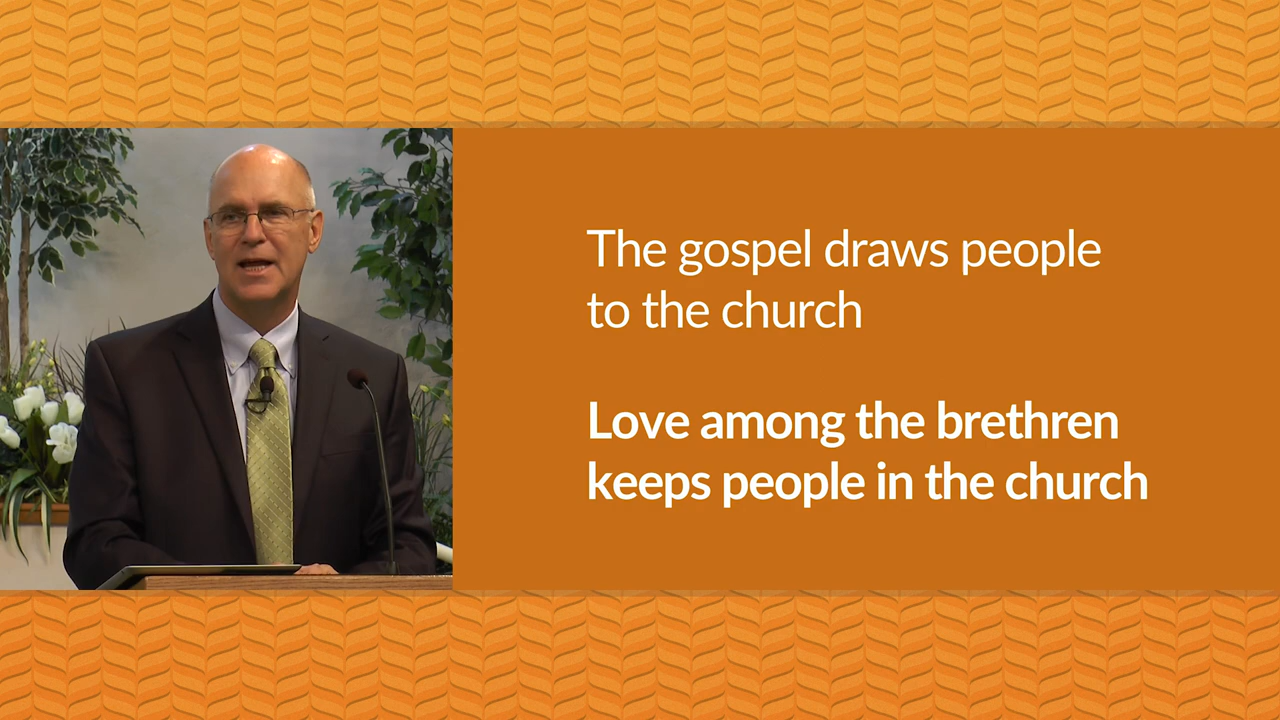 The gospel draws people
to the church
Love among the brethren
keeps people in the church